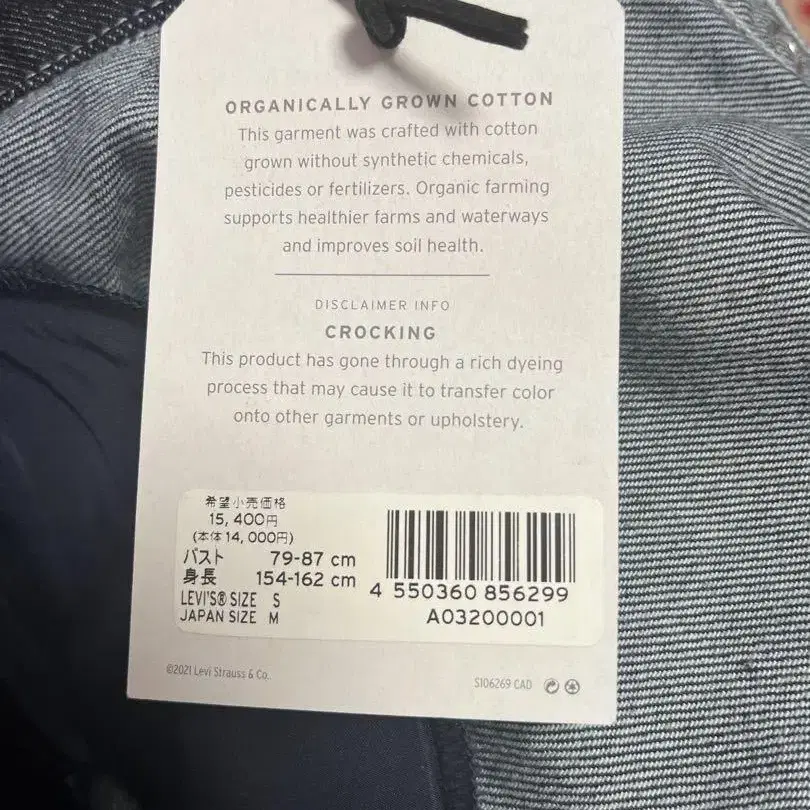 ORGANICALLY GROWN COTTON
This garment was crafted with cotton
grown without synthetic chemicals,
pesticides or fertilizers. Organic farming
supports healthier farms and waterways
and improves soil health.
DISCLAIMER INFO
CROCKING
This product has gone through a rich dyeing
process that may cause it to transfer color
onto other garments or upholstery.
希望小売価格
15,400円
(本体14,000円)
バスト 79-87 cm
身長 154-162 cm
LEVI'S® SIZE S
JAPAN SIZE M
4 550360 856299
A03200001
©2021 Levi Strauss & Co.
S106269 CAD